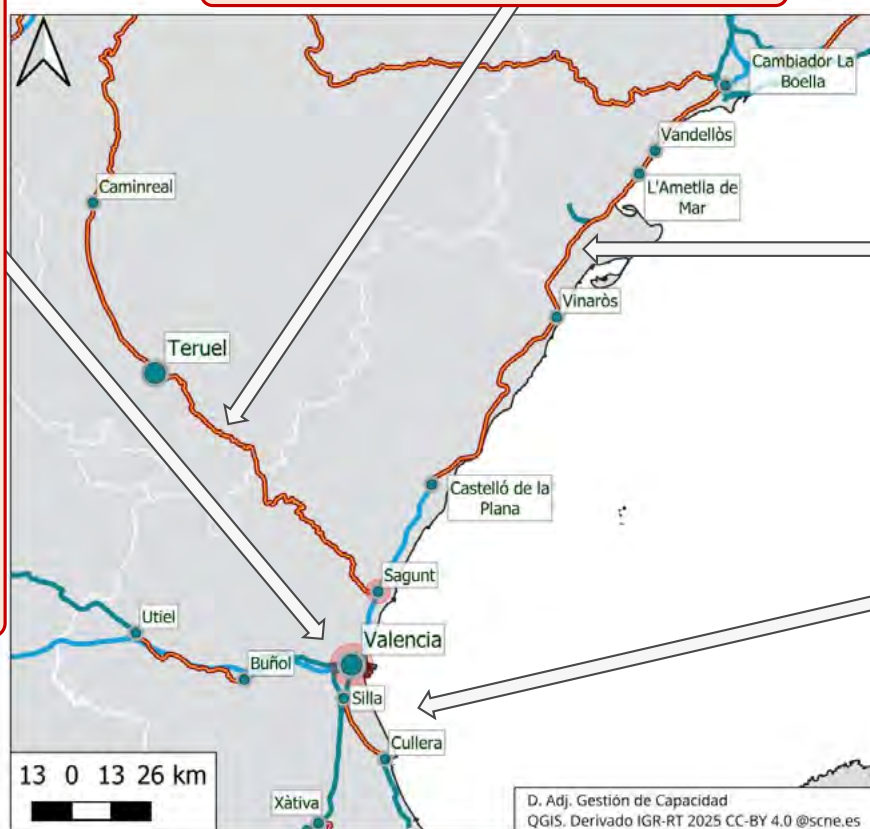 Cambiador La
Boella
Vandellòs
L'Ametlla de
Mar
Caminreal
Vinaròs
Teruel
Castelló de la
Plana
Sagunt
Utiel
Valencia
Buñol
Silla
Cullera
13 0 13 26 km
Xàtiva
D. Adj. Gestión de Capacidad
QGIS. Derivado IGR-RT 2025 CC-BY 4.0 @scne.es